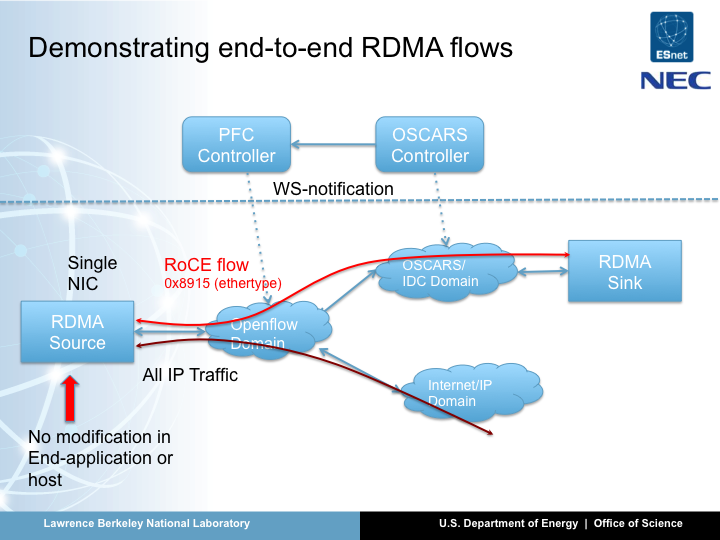 Demonstrating end-to-end RDMA flows
ESnet
NEC
PFC
Controller
OSCARS
Controller
WS-notification
Single
NIC
RoCE flow
0x8915 (ethertype)
OSCARS/
IDC Domain
RDMA
Sink
RDMA
Source
Openflow
Domain
All IP Traffic
Internet/IP
Domain
No modification in
End-application or
host
Lawrence Berkeley National Laboratory
U.S. Department of Energy | Office of Science